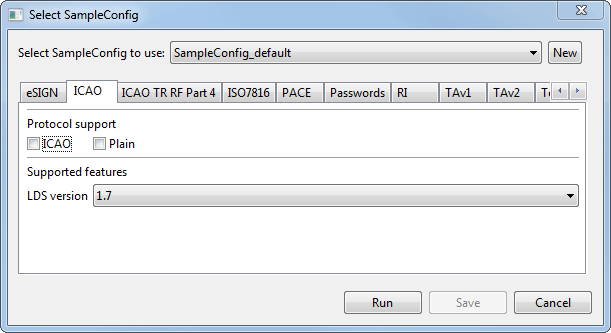 Select SampleConfig
Select SampleConfig to use: SampleConfig_default New
eSIGN ICAO ICAO TR RF Part 4 ISO7816 PACE Passwords RI TAv1 TAv2
Protocol support
ICAO Plain
Supported features
LDS version 1.7
Run Save Cancel